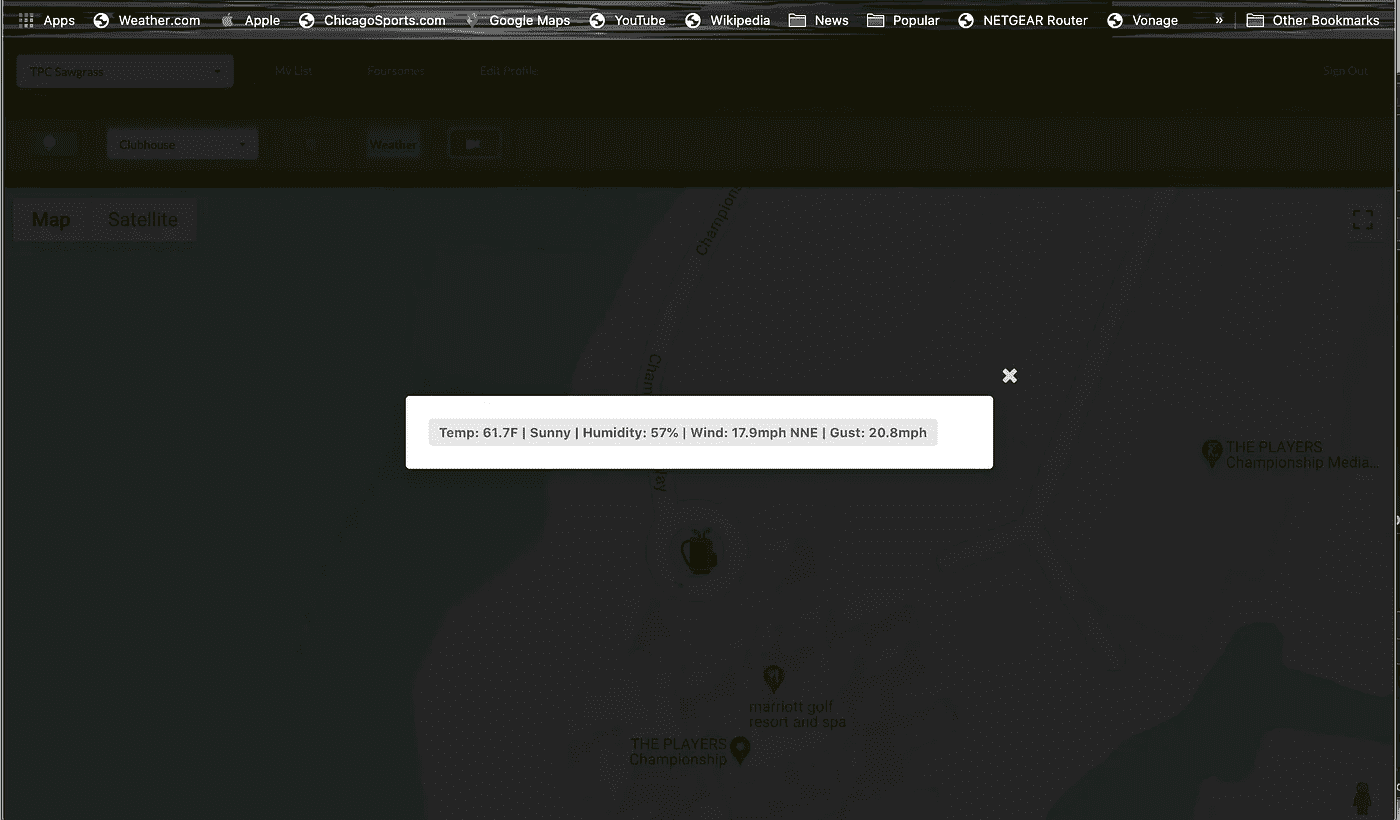 Apps Weather.com Apple ChicagoSports.com Google Maps YouTube Wikipedia News Popular NETGEAR Router Vonage » Other Bookmarks
TPC Sawgrass My List Foursomes Edit Profile Sign Out
Clubhouse Weather
Map Satellite
Champion
Cham
Temp: 61.7F | Sunny | Humidity: 57% | Wind: 17.9mph NNE | Gust: 20.8mph
THE PLAYERS
Championship Media...
Way
marriott golf
resort and spa
THE PLAYERS
Championship